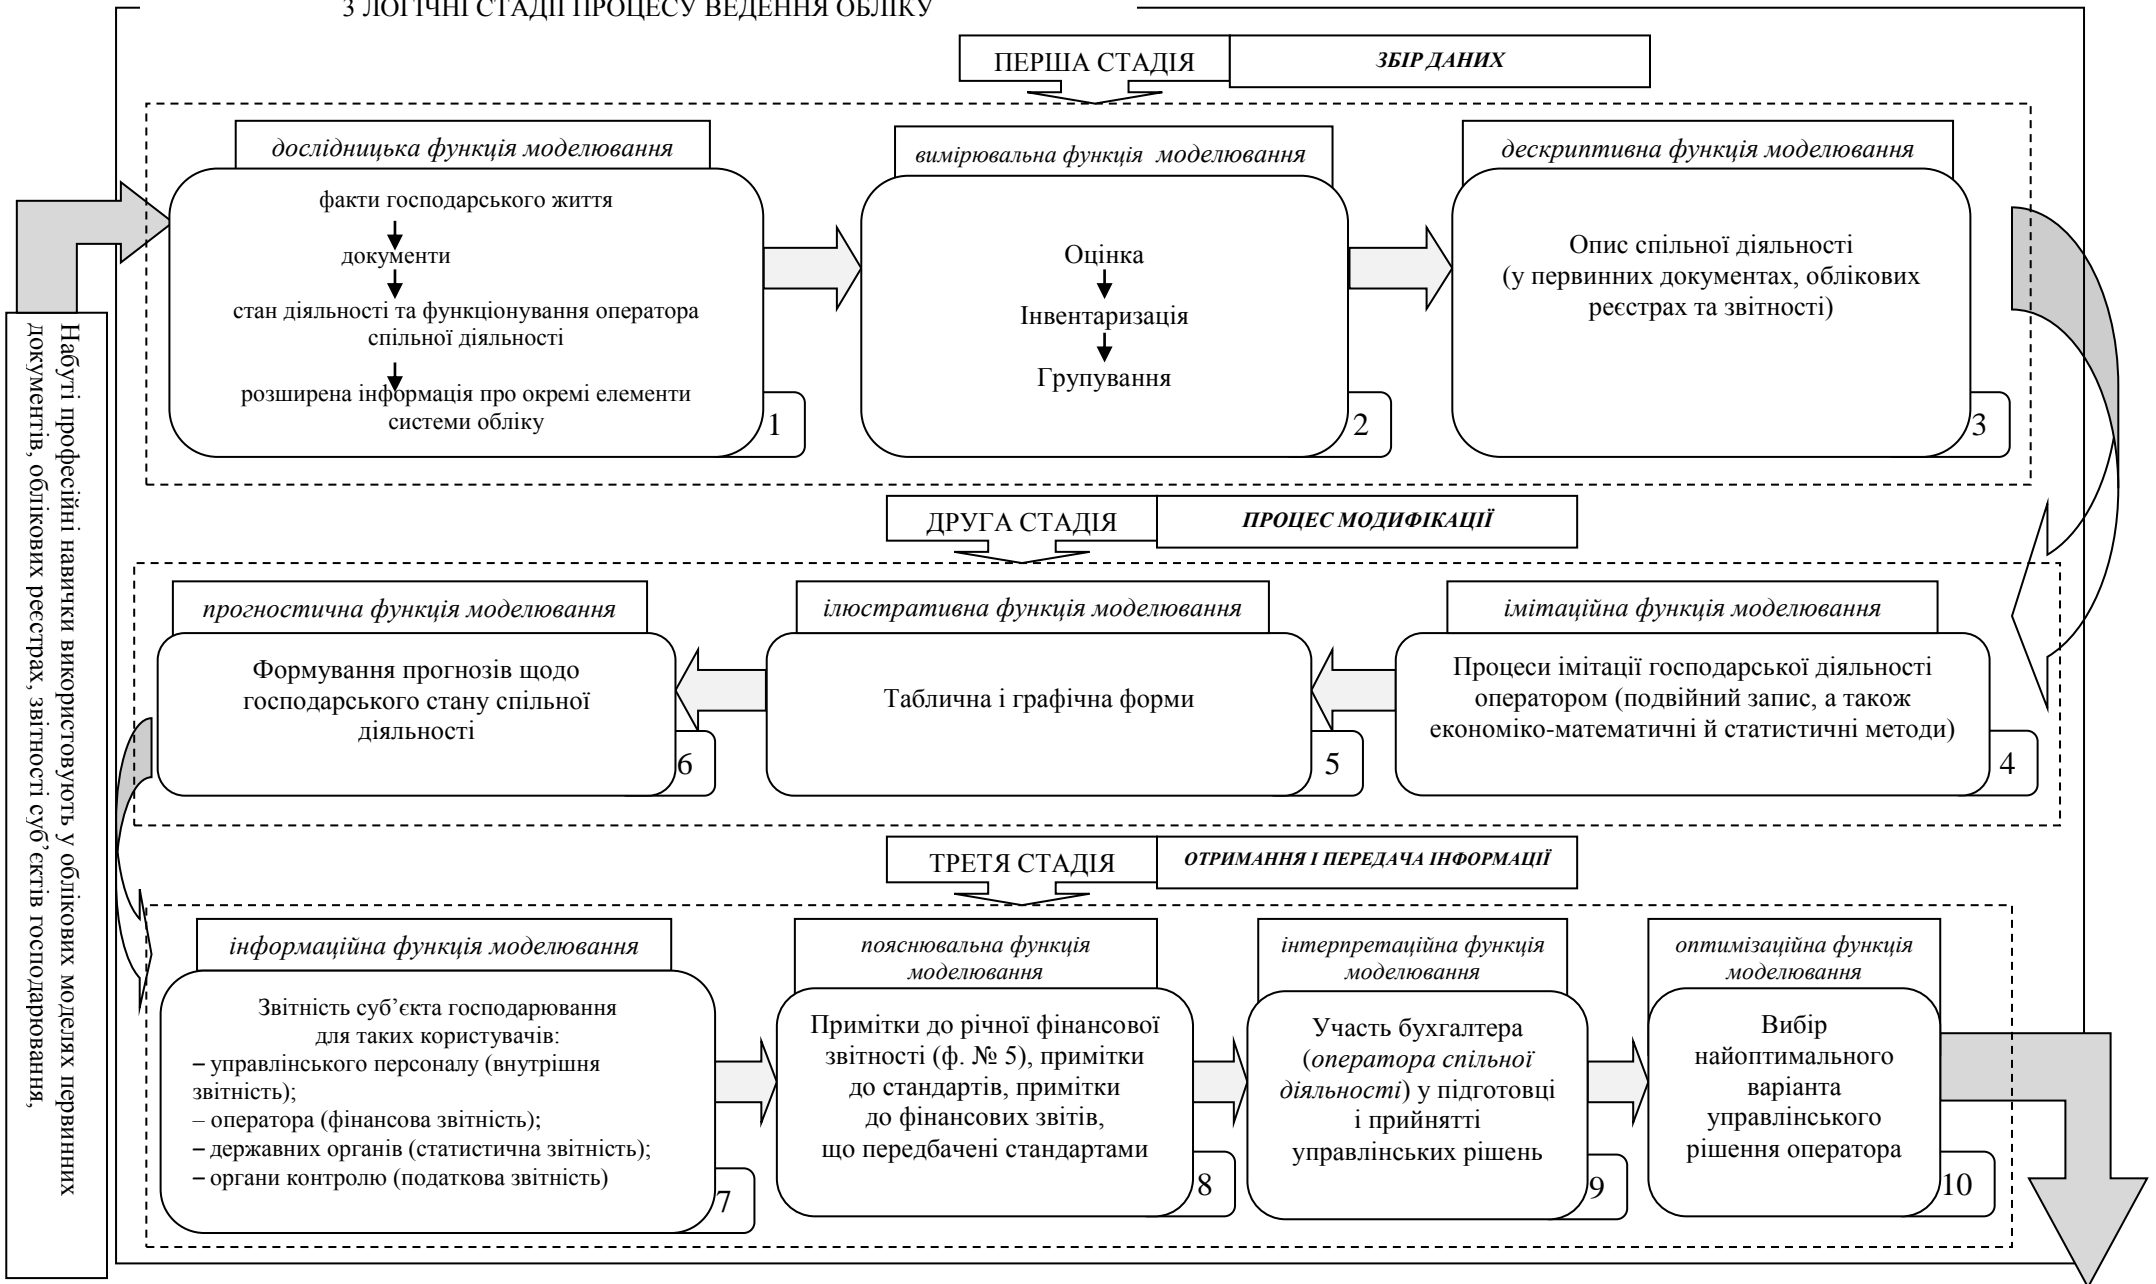 3 ЛОГІЧНІ СТАДІЇ ПРОЦЕСУ ВЕДЕННЯ ОБЛІКУ
ПЕРША СТАДІЯ
ЗБІР ДАНИХ
дослідницька функція моделювання
факти господарського життя
документи
стан діяльності та функціонування оператора
спільної діяльності
розширена інформація про окремі елементи
системи обліку
1
вимірювальна функція моделювання
Оцінка
Інвентаризація
Групування
2
дескриптивна функція моделювання
Опис спільної діяльності
(у первинних документах, облікових
реєстрах та звітності)
3
Набуті професійні навички використовують у облікових моделях первинних
документів, облікових реєстрах, звітності суб’єктів господарювання,
ДРУГА СТАДІЯ
ПРОЦЕС МОДИФІКАЦІЇ
прогностична функція моделювання
Формування прогнозів щодо
господарського стану спільної
діяльності
6
ілюстративна функція моделювання
Таблична і графічна форми
5
імітаційна функція моделювання
Процеси імітації господарської діяльності
оператором (подвійний запис, а також
економіко-математичні й статистичні методи)
4
ТРЕТЯ СТАДІЯ
ОТРИМАННЯ І ПЕРЕДАЧА ІНФОРМАЦІЇ
інформаційна функція моделювання
Звітність суб’єкта господарювання
для таких користувачів:
– управлінського персоналу (внутрішня
звітність);
– оператора (фінансова звітність);
– державних органів (статистична звітність);
– органи контролю (податкова звітність)
7
пояснювальна функція
моделювання
Примітки до річної фінансової
звітності (ф. № 5), примітки
до стандартів, примітки
до фінансових звітів,
що передбачені стандартами
8
інтерпретаційна функція
моделювання
Участь бухгалтера
(оператора спільної
діяльності) у підготовці
і прийнятті
управлінських рішень
9
оптимізаційна функція
моделювання
Вибір
найоптимального
варіанта
управлінського
рішення оператора
10